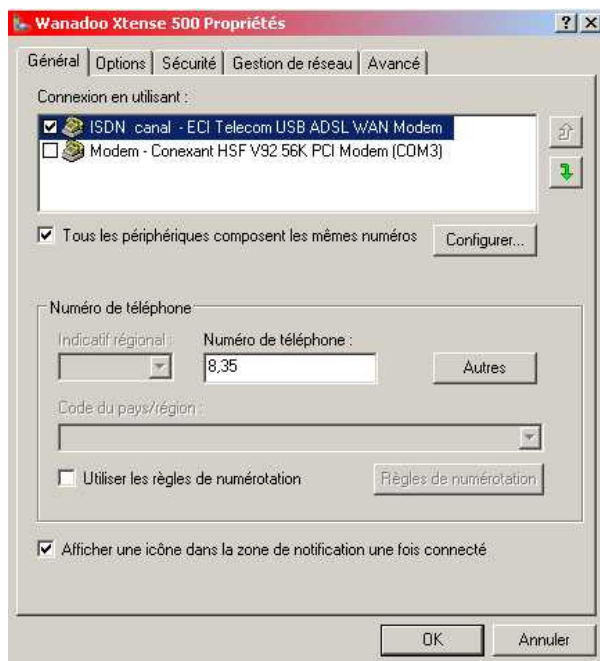 Wanadoo Xtense 500 Propriétés
Général Options Sécurité Gestion de réseau Avancé
Connexion en utilisant :
ISDN canal - ECI Telecom USB ADSL WAN Modem
Modem - Conexant HSF V92 56K PCI Modem (COM3)
Tous les périphériques composent les mêmes numéros Configurer...
Numéro de téléphone
Indicatif régional : Numéro de téléphone :
8,35 Autres
Code du pays/région :
Utiliser les règles de numérotation Règles de numérotation
Afficher une icône dans la zone de notification une fois connecté
OK Annuler